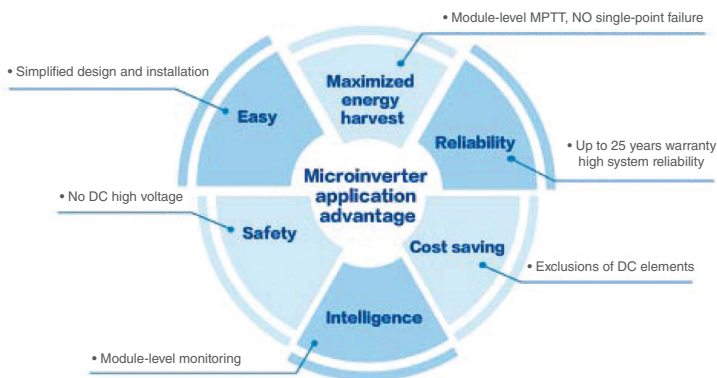 • Module-level MPTT, NO single-point failure
• Simplified design and installation
Maximized
energy
harvest
Easy
Reliability
• Up to 25 years warranty
high system reliability
Microinverter
application
advantage
• No DC high voltage
Safety
Cost saving
• Exclusions of DC elements
Intelligence
• Module-level monitoring